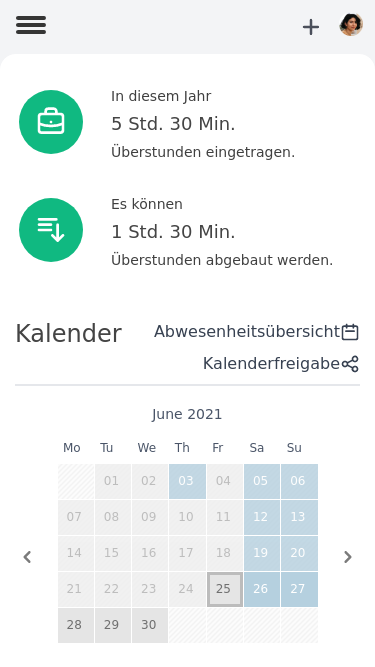 In diesem Jahr
5 Std. 30 Min.
Überstunden eingetragen.
Es können
1 Std. 30 Min.
Überstunden abgebaut werden.
Kalender
Abwesenheitsübersicht
Kalenderfreigabe
June 2021
Mo Tu We Th Fr Sa Su
01 02 03 04 05 06
07 08 09 10 11 12 13
14 15 16 17 18 19 20
21 22 23 24 25 26 27
28 29 30